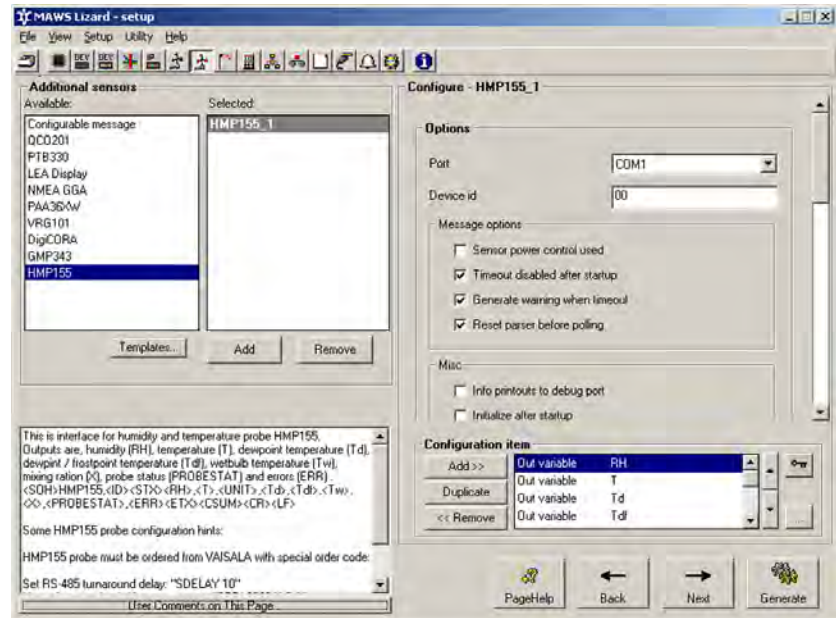 MAWS Lizard - setup
File View Setup Utility Help
Additional sensors
Available:
Selected:
Configurable message
QCO201
PTB330
LEA Display
NMEA GGA
PAA36XW
VRG101
DigiCORA
GMP343
HMP155
HMP155_1
Templates...
Add
Remove
This is interface for humidity and temperature probe HMP155.
Outputs are, humidity (RH), temperature (T), dewpoint temperature (Td),
dewpint / frostpoint temperature (Tdf), wetbulb temperature (Tw),
mixing ration (X), probe status (PROBESTAT) and errors (ERR).
<SOH>HMP155,<ID><STX><RH>,<T>,<UNIT>,<Td>,<Tdf>,<Tw>,
<X>,<PROBESTAT>,<ERR><ETX><CSUM><CR><LF>
Some HMP155 probe configuration hints:
HMP155 probe must be ordered from VAISALA with special order code:
Set RS-485 turnaround delay: "SDELAY 10"
User Comments on This Page...
Configure - HMP155_1
Options
Port
COM1
Device id
00
Message options
Sensor power control used
Timeout disabled after startup
Generate warning when timeout
Reset parser before polling
Misc
Info printouts to debug port
Initialize after startup
Configuration item
Add >>
Duplicate
<< Remove
Out variable RH
Out variable T
Out variable Td
Out variable Tdf
...
PageHelp
Back
Next
Generate